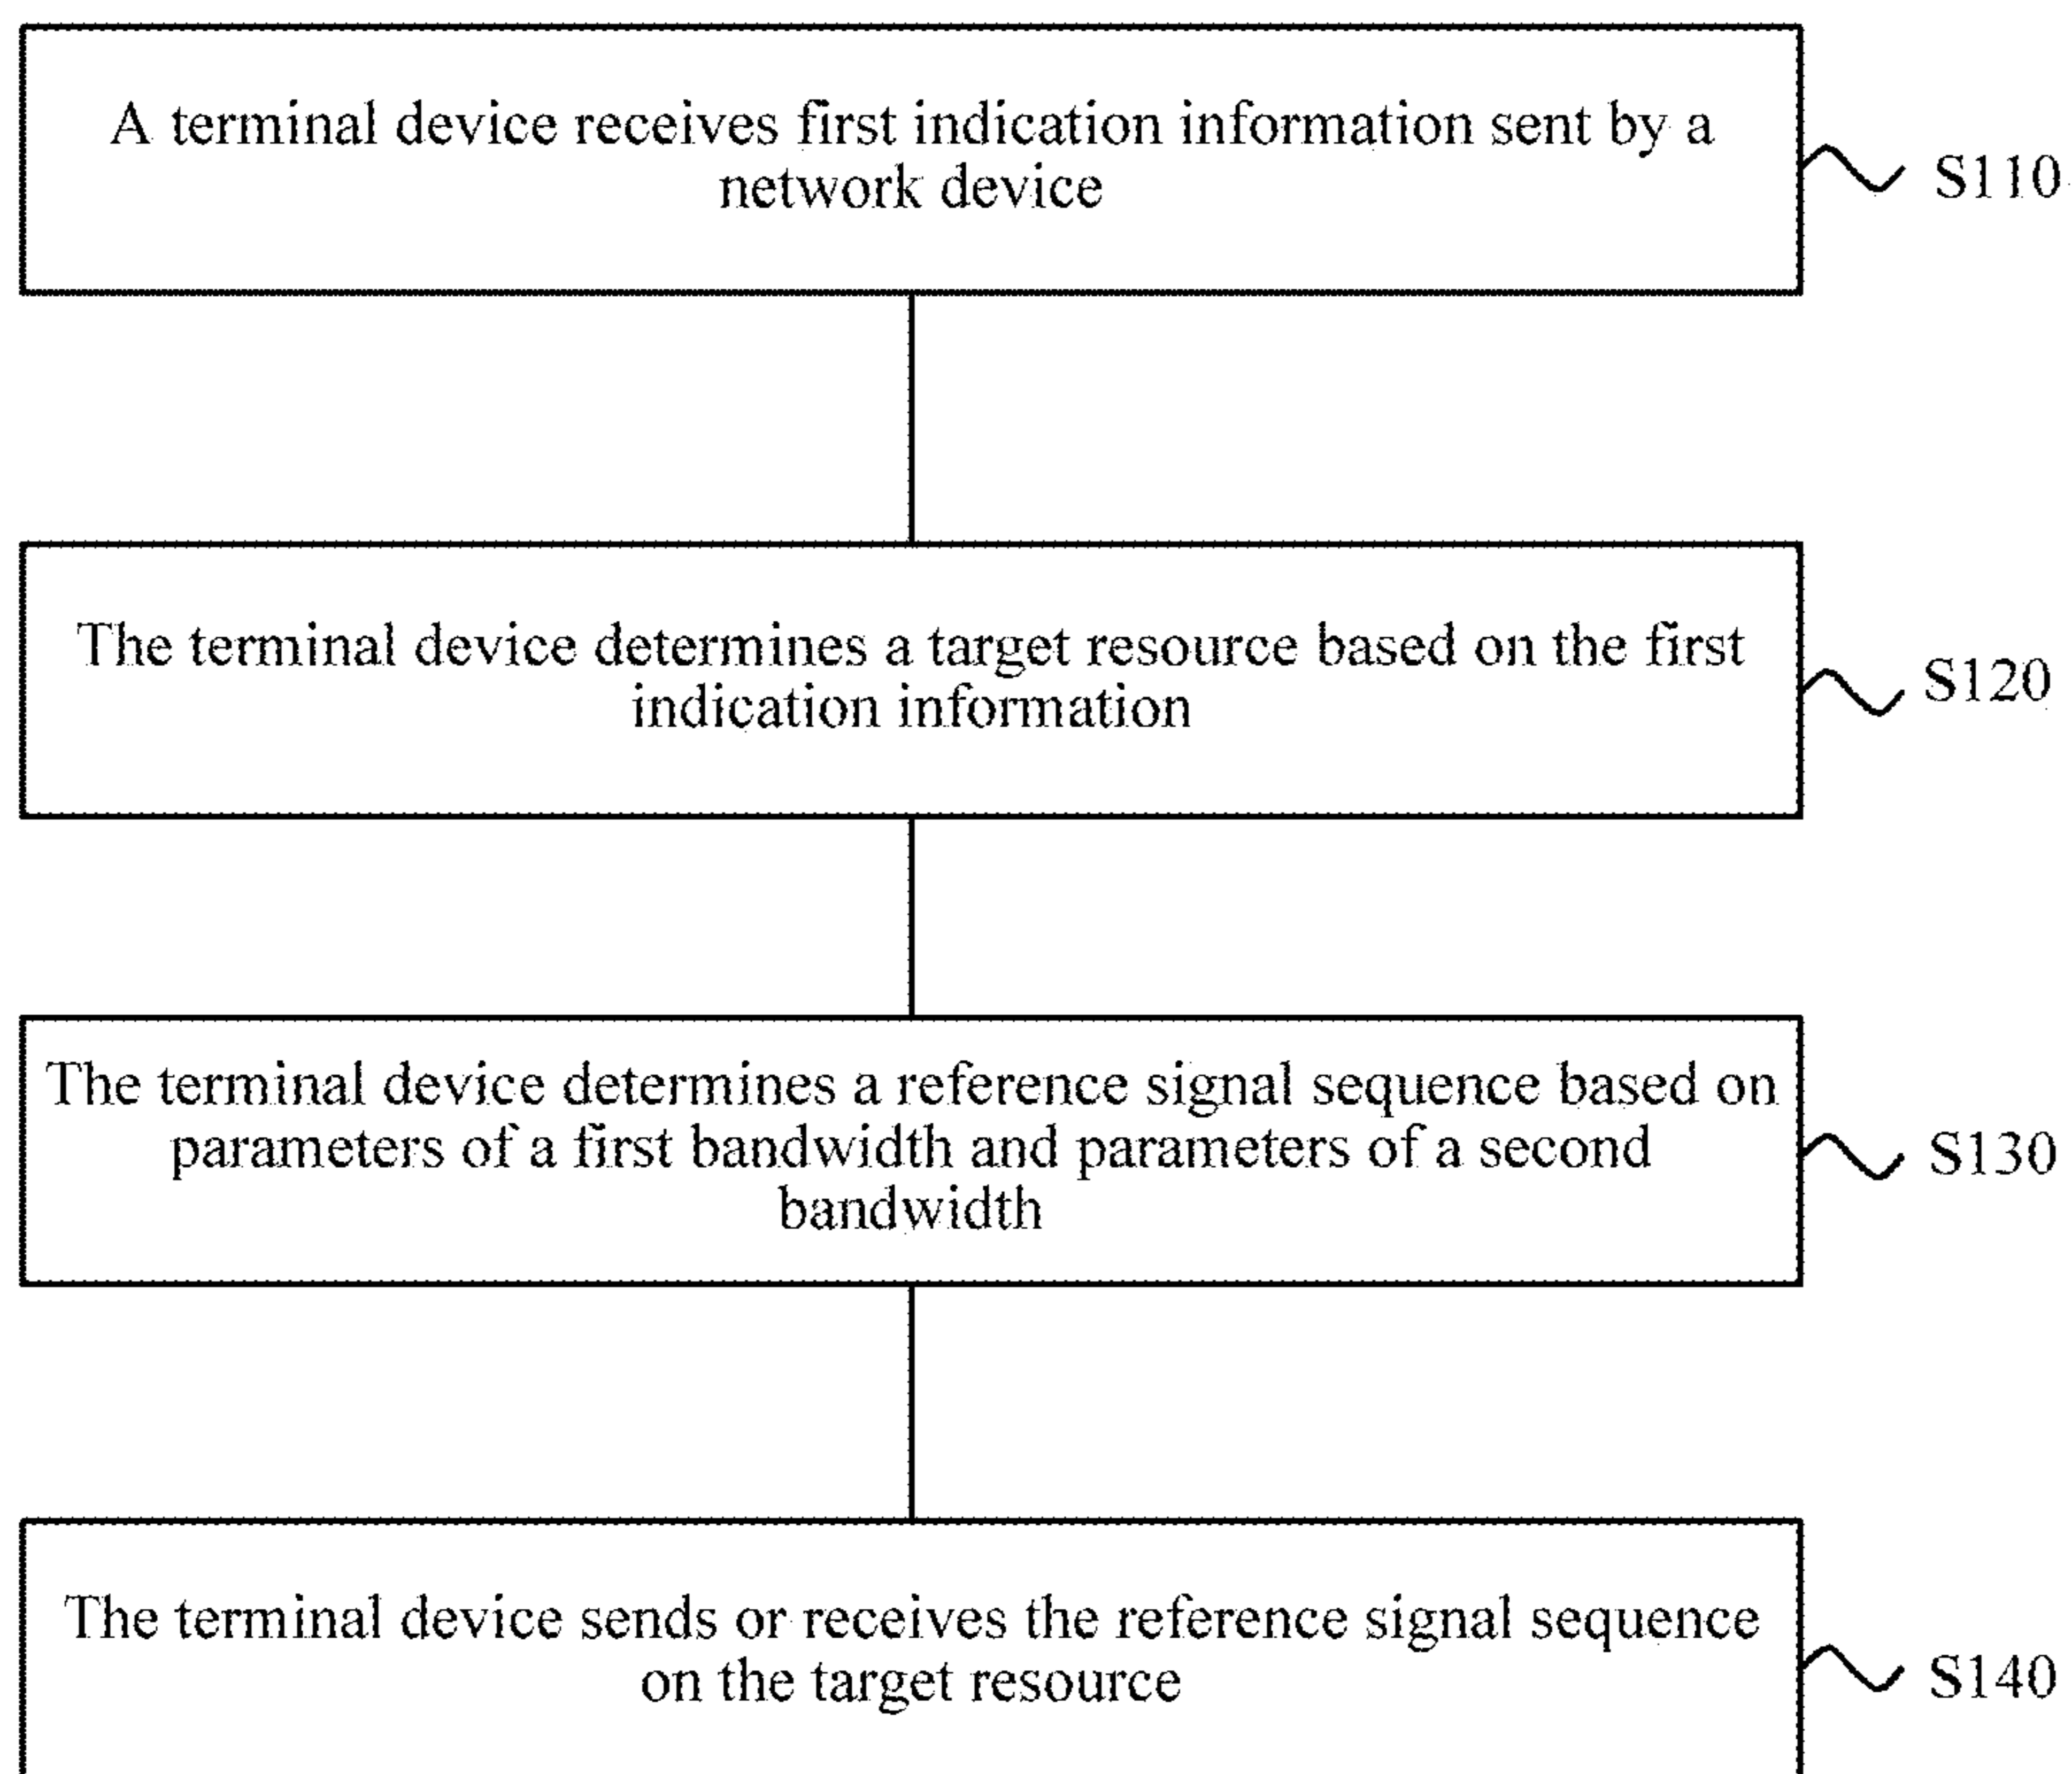 A terminal device receives first indication information sent by a
network device
S110
The terminal device determines a target resource based on the first
indication information
S120
The terminal device determines a reference signal sequence based on
parameters of a first bandwidth and parameters of a second
bandwidth
S130
The terminal device sends or receives the reference signal sequence
on the target resource
S140